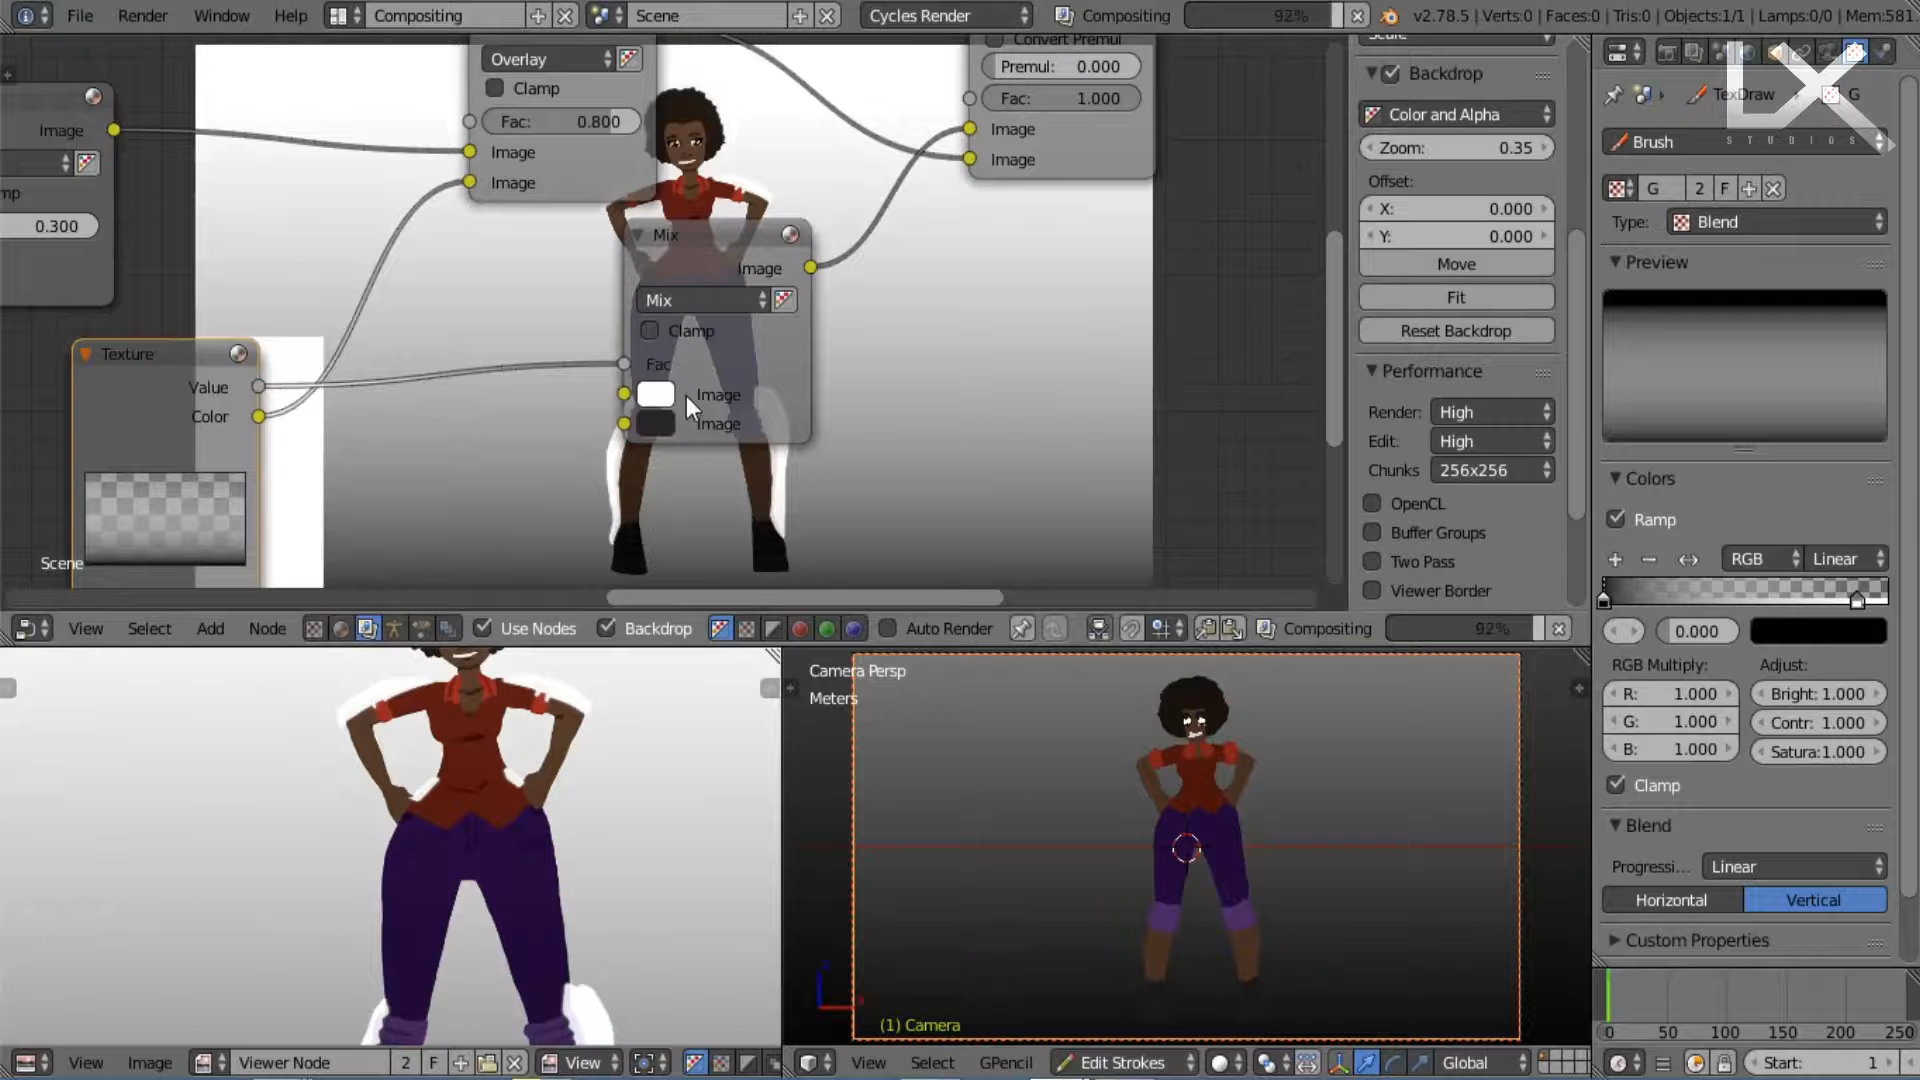 File Render Window Help Compositing Scene Cycles Render Compositing 92% v2.78.5 | Verts:0 | Faces:0 | Tris:0 | Objects:1/1 | Lamps:0/0 | Mem:581.
Image
0.300
Overlay
Clamp
Fac: 0.800
Image
Image
Convert Premul
Premul: 0.000
Fac: 1.000
Image
Image
Mix
Image
Mix
Clamp
Fac
Image
Image
Texture
Value
Color
Scene
Backdrop
Color and Alpha
Zoom: 0.35
Offset:
X: 0.000
Y: 0.000
Move
Fit
Reset Backdrop
Performance
Render: High
Edit: High
Chunks 256x256
OpenCL
Buffer Groups
Two Pass
Viewer Border
LX
STUDIOS
TexDraw G
Brush
G 2 F
Type: Blend
Preview
Colors
Ramp
RGB Linear
0.000
RGB Multiply: Adjust:
R: 1.000 Bright: 1.000
G: 1.000 Contr: 1.000
B: 1.000 Satura:1.000
Clamp
Blend
Progressi... Linear
Horizontal Vertical
Custom Properties
View Select Add Node Use Nodes Backdrop Auto Render Compositing 92%
Camera Persp
Meters
(1) Camera
0 50 100 150 200 250
View Image Viewer Node 2 F View
View Select GPencil Edit Strokes Global
Start: 1